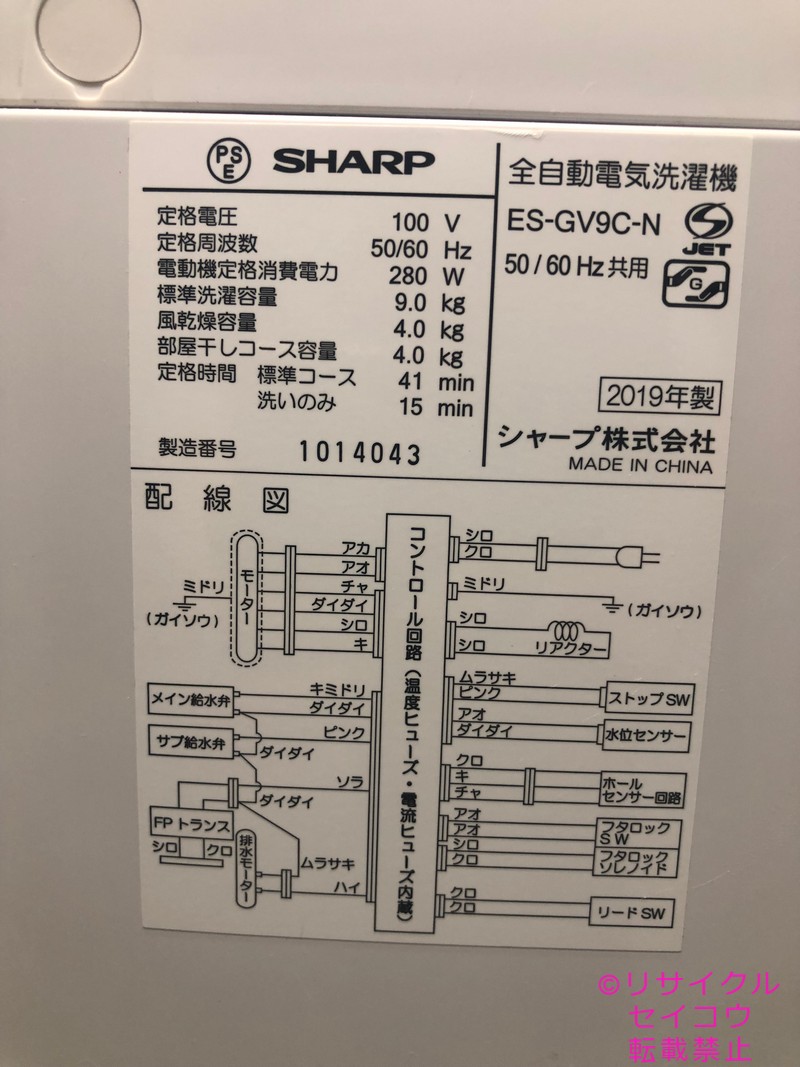 PSE SHARP
定格電圧 100 V
定格周波数 50/60 Hz
電動機定格消費電力 280 W
標準洗濯容量 9.0 kg
風乾燥容量 4.0 kg
部屋干しコース容量 4.0 kg
定格時間 標準コース 41 min
洗いのみ 15 min
製造番号 1014043
全自動電気洗濯機
ES-GV9C-N
JET
50/60Hz共用
G
2019年製
シャープ株式会社
MADE IN CHINA
配線図
モーター
ミドリ
(ガイソウ)
アカ
アオ
チャ
ダイダイ
シロ
キ
メイン給水弁
キミドリ
ダイダイ
サブ給水弁
ピンク
ダイダイ
ソラ
ダイダイ
FPトランス
シロ
クロ
排水モーター
ムラサキ
ハイ
コントロール回路(温度ヒューズ・電流ヒューズ内蔵)
シロ
クロ
ミドリ
(ガイソウ)
シロ
シロ
リアクター
ムラサキ
ピンク
ストップSW
アオ
ダイダイ
水位センサー
クロ
キ
チャ
ホール
センサー回路
アオ
アオ
フタロック
SW
シロ
クロ
フタロック
ソレノイド
クロ
クロ
リードSW
©リサイクル
セイコウ
転載禁止